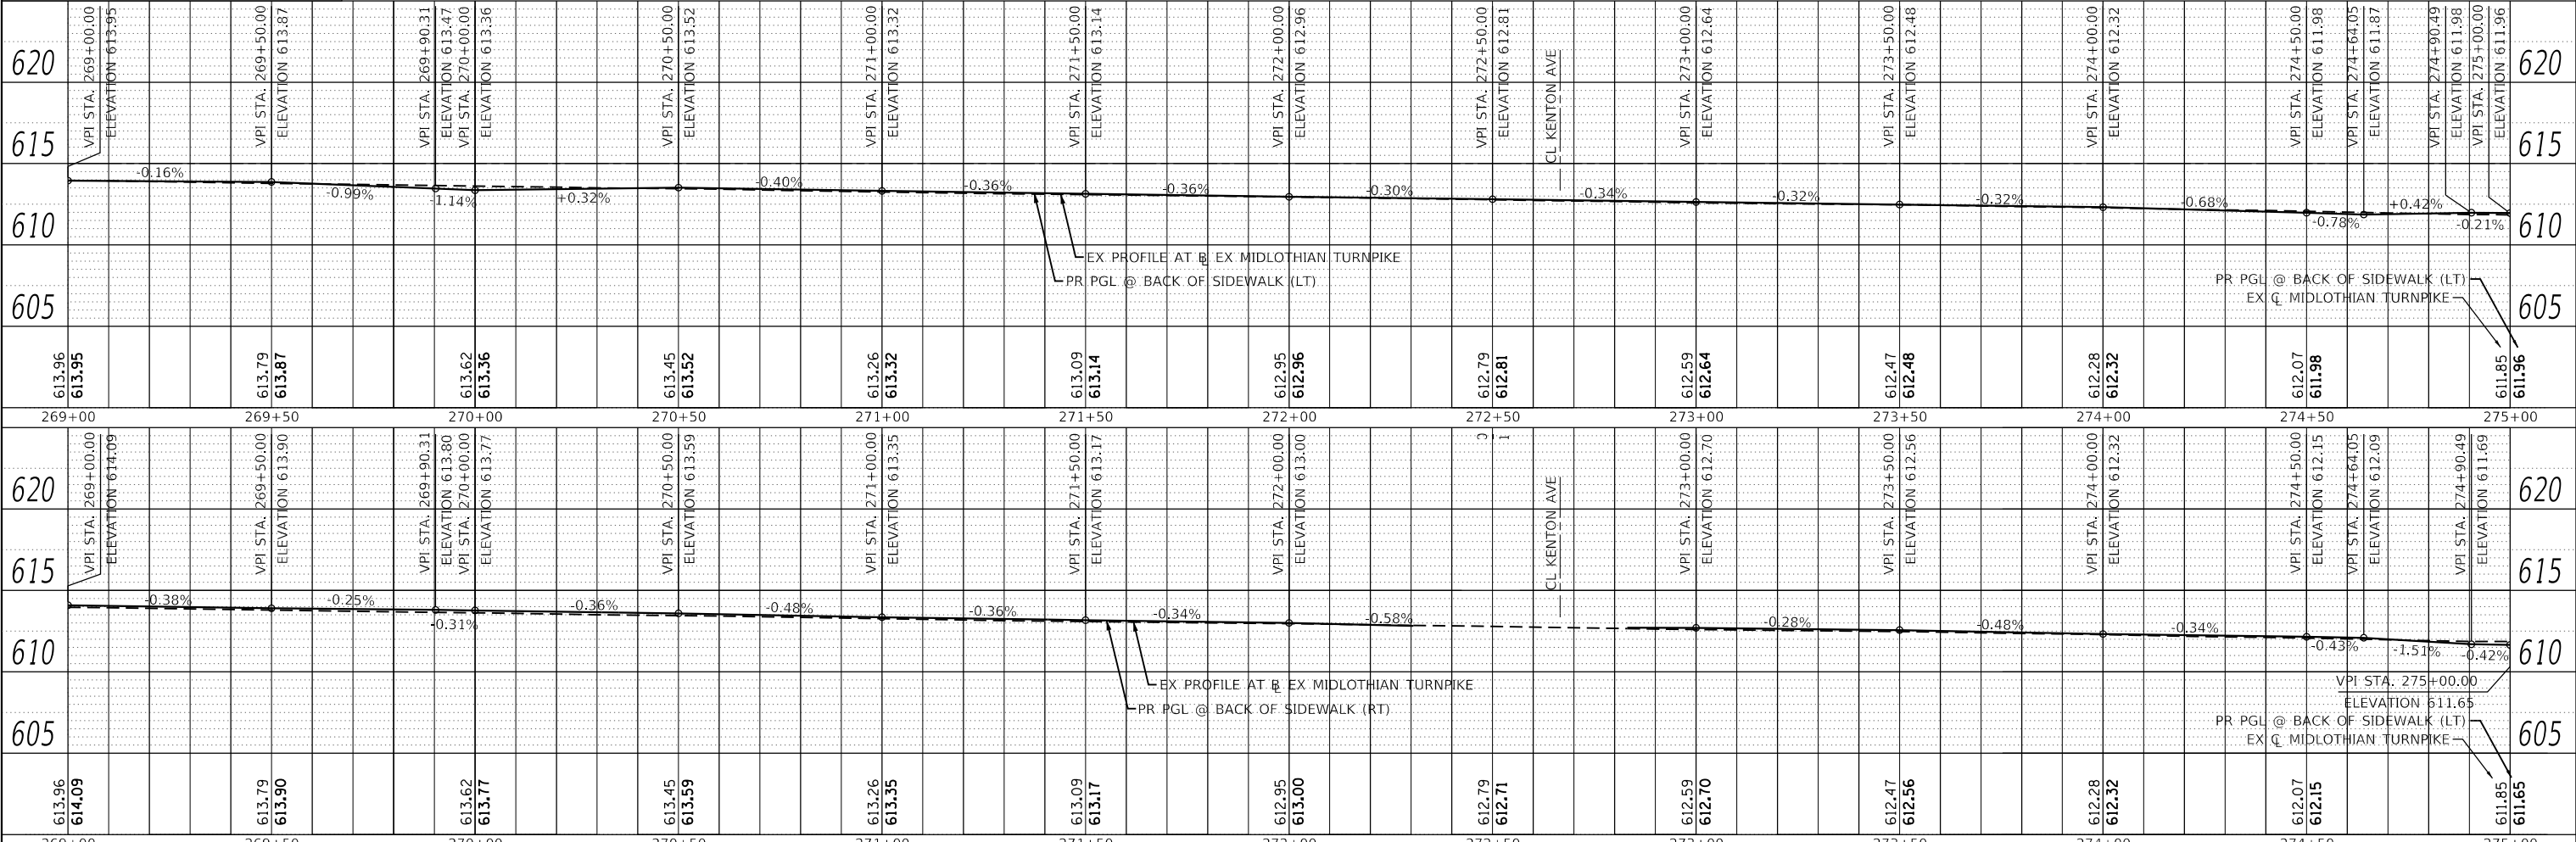 VPI STA. 269+00.00
ELEVATION 613.95
VPI STA. 269+50.00
ELEVATION 613.87
VPI STA. 269+90.31
ELEVATION 613.47
VPI STA. 270+00.00
ELEVATION 613.36
VPI STA. 270+50.00
ELEVATION 613.52
VPI STA. 271+00.00
ELEVATION 613.32
VPI STA. 271+50.00
ELEVATION 613.14
VPI STA. 272+00.00
ELEVATION 612.96
VPI STA. 272+50.00
ELEVATION 612.81
CL KENTON AVE
VPI STA. 273+00.00
ELEVATION 612.64
VPI STA. 273+50.00
ELEVATION 612.48
VPI STA. 274+00.00
ELEVATION 612.32
VPI STA. 274+50.00
ELEVATION 611.98
VPI STA. 274+64.05
ELEVATION 611.87
VPI STA. 274+90.49
ELEVATION 611.98
VPI STA. 275+00.00
ELEVATION 611.96
620 620
615 615
-0.16% -0.99% -1.14% +0.32% -0.40% -0.36% -0.36% -0.30% -0.34% -0.32% -0.32% -0.68% -0.78% +0.42% -0.21%
610 610
EX PROFILE AT BL EX MIDLOTHIAN TURNPIKE
PR PGL @ BACK OF SIDEWALK (LT)
PR PGL @ BACK OF SIDEWALK (LT)
EX CL MIDLOTHIAN TURNPIKE
605 605
613.96
613.95
613.79
613.87
613.62
613.36
613.45
613.52
613.26
613.32
613.09
613.14
612.95
612.96
612.79
612.81
612.59
612.64
612.47
612.48
612.28
612.32
612.07
611.98
611.85
611.96
269+00 269+50 270+00 270+50 271+00 271+50 272+00 272+50 273+00 273+50 274+00 274+50 275+00
VPI STA. 269+00.00
ELEVATION 614.09
VPI STA. 269+50.00
ELEVATION 613.90
VPI STA. 269+90.31
ELEVATION 613.80
VPI STA. 270+00.00
ELEVATION 613.77
VPI STA. 270+50.00
ELEVATION 613.59
VPI STA. 271+00.00
ELEVATION 613.35
VPI STA. 271+50.00
ELEVATION 613.17
VPI STA. 272+00.00
ELEVATION 613.00
CL KENTON AVE
VPI STA. 273+00.00
ELEVATION 612.70
VPI STA. 273+50.00
ELEVATION 612.56
VPI STA. 274+00.00
ELEVATION 612.32
VPI STA. 274+50.00
ELEVATION 612.15
VPI STA. 274+64.05
ELEVATION 612.09
VPI STA. 274+90.49
ELEVATION 611.69
620 620
615 615
-0.38% -0.25% -0.31% -0.36% -0.48% -0.36% -0.34% -0.58% -0.28% -0.48% -0.34% -0.43% -1.51% -0.42%
610 610
EX PROFILE AT BL EX MIDLOTHIAN TURNPIKE
PR PGL @ BACK OF SIDEWALK (RT)
VPI STA. 275+00.00
ELEVATION 611.65
PR PGL @ BACK OF SIDEWALK (LT)
EX CL MIDLOTHIAN TURNPIKE
605 605
613.96
614.09
613.79
613.90
613.62
613.77
613.45
613.59
613.26
613.35
613.09
613.17
612.95
613.00
612.79
612.71
612.59
612.70
612.47
612.56
612.28
612.32
612.07
612.15
611.85
611.65